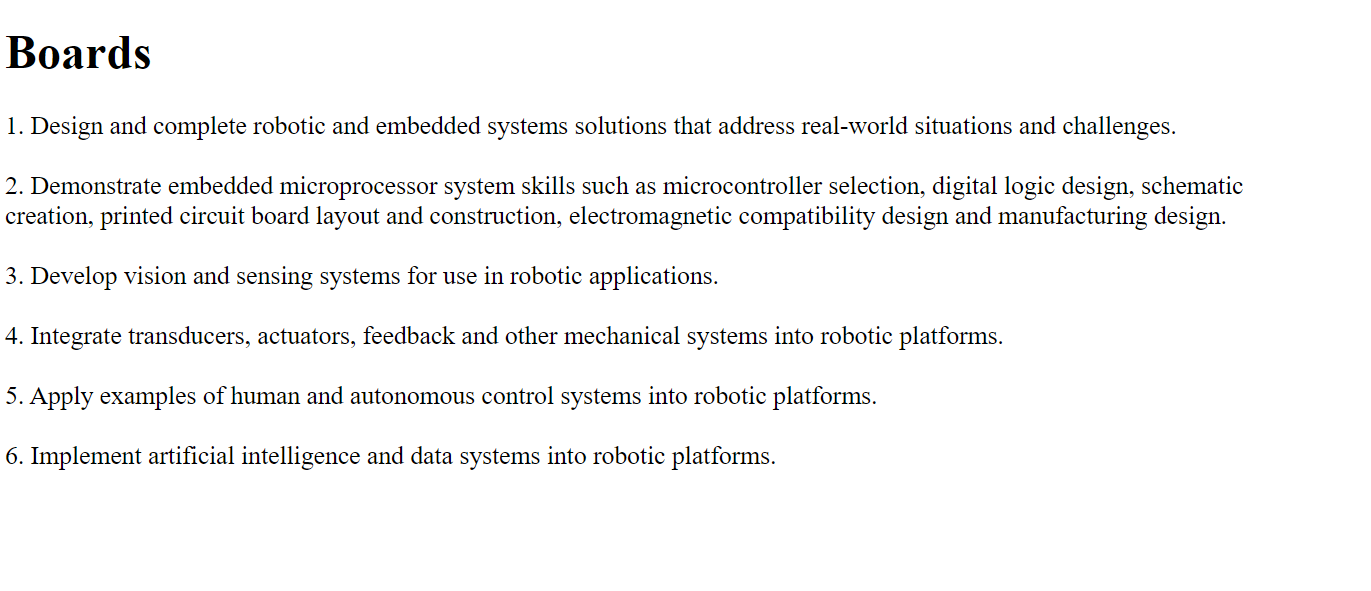 Boards
1. Design and complete robotic and embedded systems solutions that address real-world situations and challenges.
2. Demonstrate embedded microprocessor system skills such as microcontroller selection, digital logic design, schematic
creation, printed circuit board layout and construction, electromagnetic compatibility design and manufacturing design.
3. Develop vision and sensing systems for use in robotic applications.
4. Integrate transducers, actuators, feedback and other mechanical systems into robotic platforms.
5. Apply examples of human and autonomous control systems into robotic platforms.
6. Implement artificial intelligence and data systems into robotic platforms.